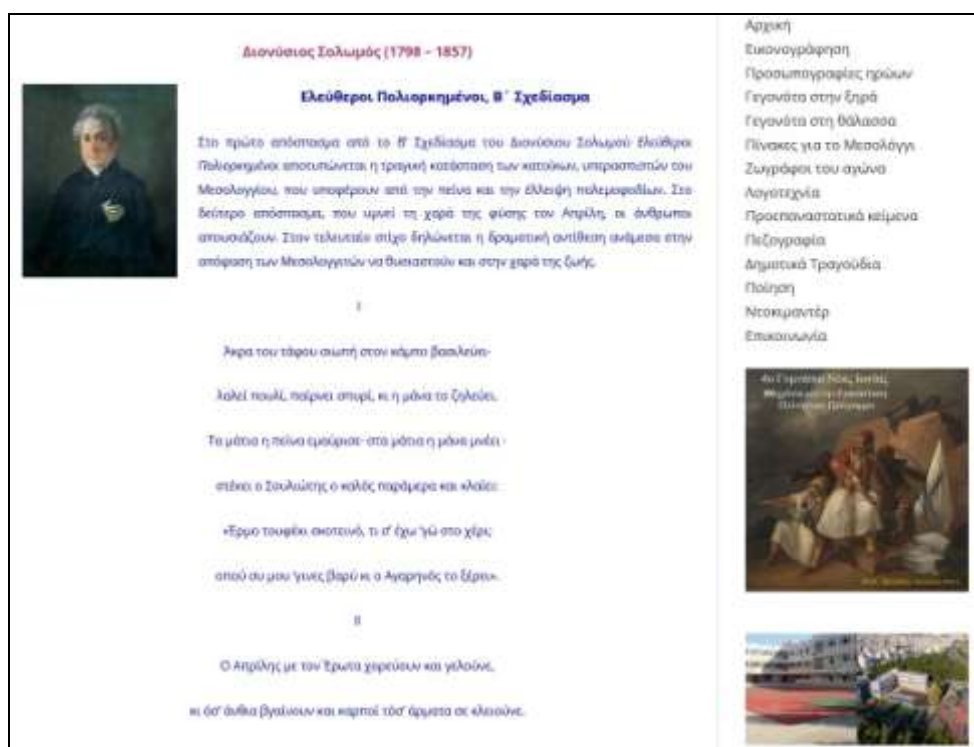 Διονύσιος Σολωμός (1798 – 1857)
Ελεύθεροι Πολιορκημένοι, Β΄ Σχεδίασμα
Στο πρώτο απόσπασμα από το Β' Σχεδίασμα του Διονύσιου Σολωμού Ελεύθεροι
Πολιορκημένοι αποτυπώνεται η τραγική κατάσταση των κατοίκων, υπερασπιστών του
Μεσολογγίου, που υποφέρουν από την πείνα και την έλλειψη πολεμοφοδίων. Στο
δεύτερο απόσπασμα, που υμνεί τη χαρά της φύσης τον Απρίλη, οι άνθρωποι
απουσιάζουν. Στον τελευταίο στίχο δηλώνεται η δραματική αντίθεση ανάμεσα στην
απόφαση των Μεσολογγιτών να θυσιαστούν και στην χαρά της ζωής.
I
Άκρα του τάφου σιωπή στον κάμπο βασιλεύει·
λαλεί πουλί, παίρνει σπυρί, κι η μάνα το ζηλεύει.
Τα μάτια η πείνα εμαύρισε· στα μάτια η μάνα μνέει·
στέκει ο Σουλιώτης ο καλός παράμερα και κλαίει:
«Έρμο τουφέκι σκοτεινό, τι σ' έχω 'γώ στο χέρι;
οπού συ μου 'γινες βαρύ κι ο Αγαρηνός το ξέρει».
II
Ο Απρίλης με τον Έρωτα χορεύουν και γελούνε,
κι όσ' άνθια βγαίνουν και καρποί τόσ' άρματα σε κλειούνε.
Αρχική
Εικονογράφηση
Προσωπογραφίες ηρώων
Γεγονότα στην ξηρά
Γεγονότα στη θάλασσα
Πίνακες για το Μεσολόγγι
Ζωγράφοι του αγώνα
Λογοτεχνία
Προεπαναστατικά κείμενα
Πεζογραφία
Δημοτικά Τραγούδια
Ποίηση
Ντοκιμαντέρ
Επικοινωνία
4ο Γυμνάσιο Νέας Ιωνίας